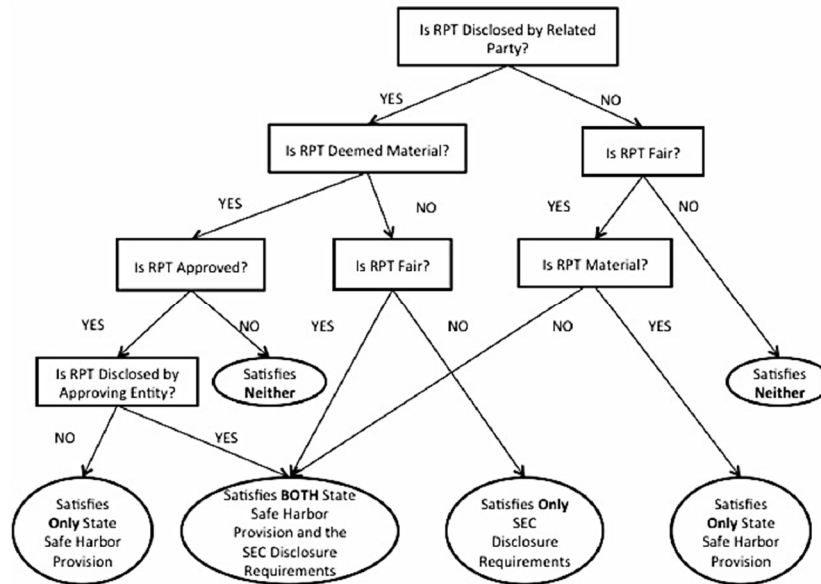 Is RPT Disclosed by Related
Party?
YES
NO
Is RPT Deemed Material?
Is RPT Fair?
YES
NO
YES
NO
Is RPT Approved?
Is RPT Fair?
Is RPT Material?
YES
NO
YES
NO
NO
YES
Is RPT Disclosed by
Approving Entity?
Satisfies
Neither
Satisfies
Neither
NO
YES
Satisfies
Only State
Safe Harbor
Provision
Satisfies BOTH State
Safe Harbor
Provision and the
SEC Disclosure
Requirements
Satisfies Only
SEC
Disclosure
Requirements
Satisfies
Only State
Safe Harbor
Provision